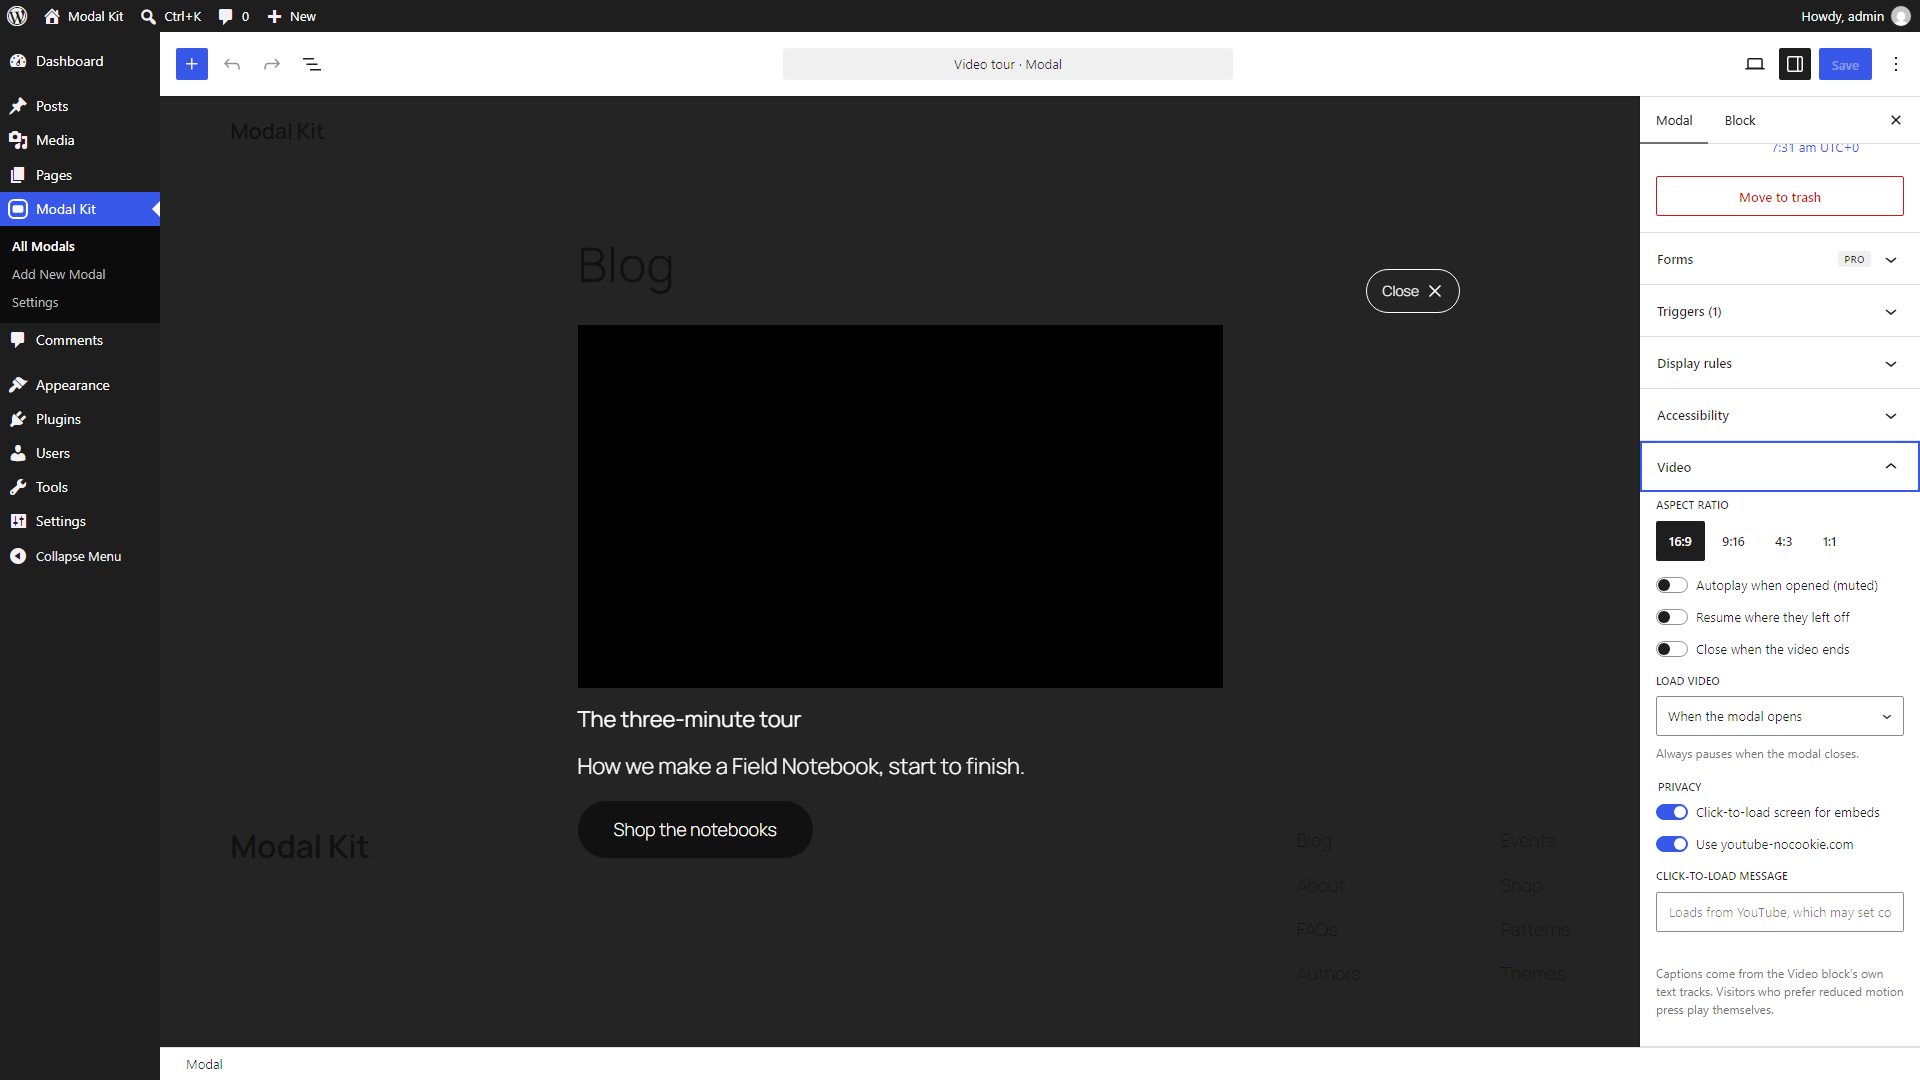 Modal Kit
Ctrl+K
0
New
Howdy, admin
Dashboard
Posts
Media
Pages
Modal Kit
All Modals
Add New Modal
Settings
Comments
Appearance
Plugins
Users
Tools
Settings
Collapse Menu
Video tour · Modal
Save
Modal Kit
Blog
Close
The three-minute tour
How we make a Field Notebook, start to finish.
Shop the notebooks
Modal Kit
Blog
Events
About
Shop
FAQs
Patterns
Authors
Themes
Modal
Modal
Block
7:31 am UTC+0
Move to trash
Forms
PRO
Triggers (1)
Display rules
Accessibility
Video
ASPECT RATIO
16:9
9:16
4:3
1:1
Autoplay when opened (muted)
Resume where they left off
Close when the video ends
LOAD VIDEO
When the modal opens
Always pauses when the modal closes.
PRIVACY
Click-to-load screen for embeds
Use youtube-nocookie.com
CLICK-TO-LOAD MESSAGE
Loads from YouTube, which may set co
Captions come from the Video block's own
text tracks. Visitors who prefer reduced motion
press play themselves.